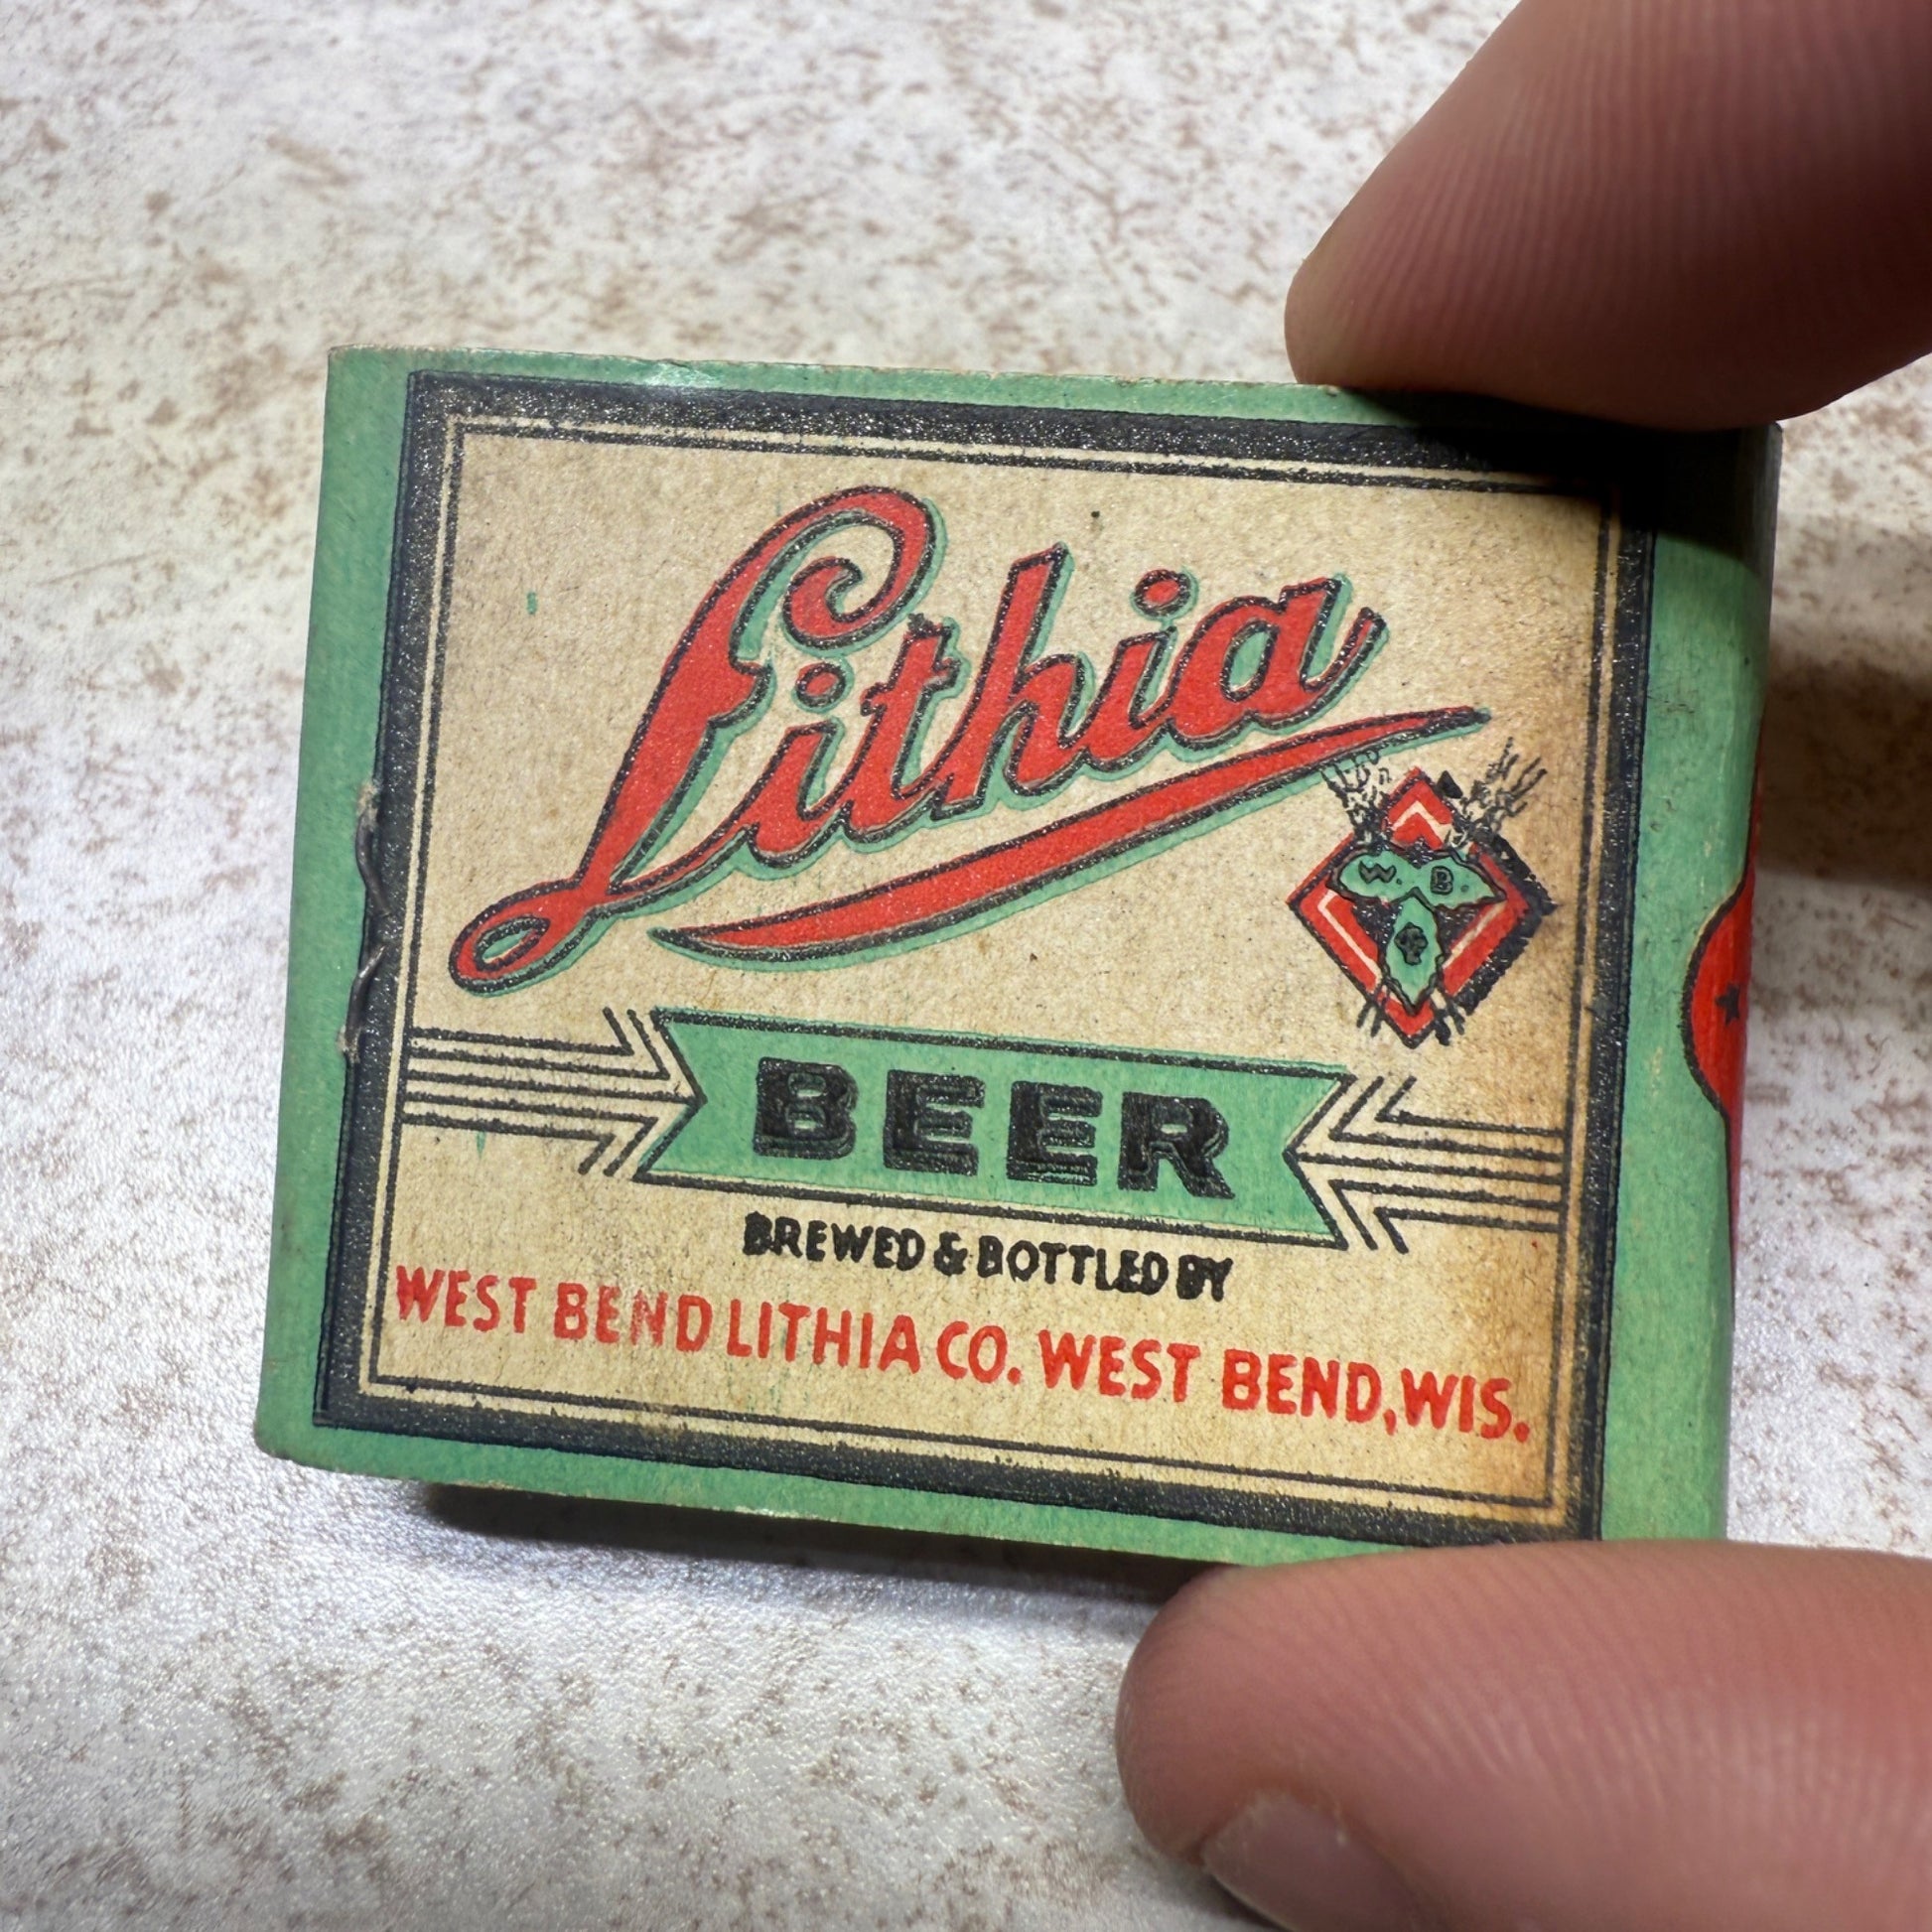 Lithia
W. B.
BEER
BREWED & BOTTLED BY
WEST BEND LITHIA CO. WEST BEND, WIS.